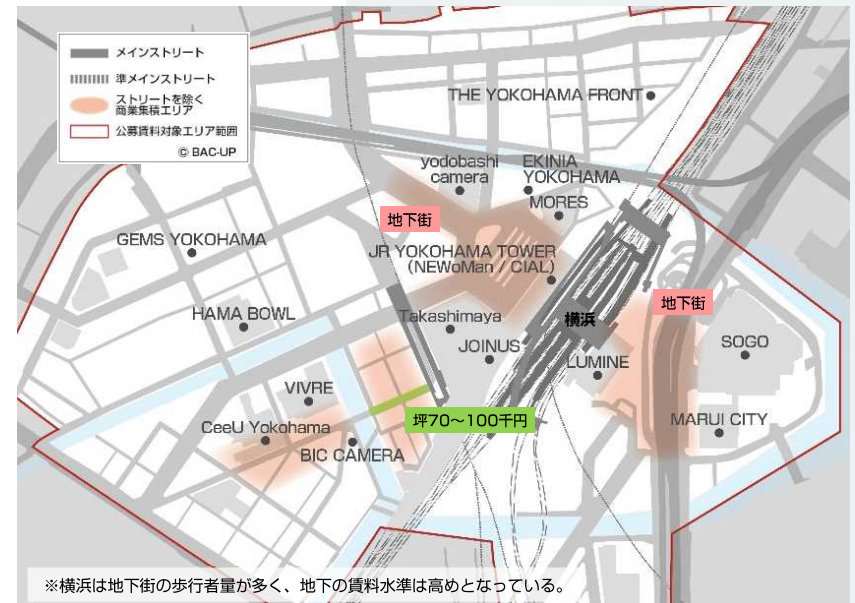 メインストリート
準メインストリート
ストリートを除く
商業集積エリア
公募賃料対象エリア範囲
© BAC-UP
THE YOKOHAMA FRONT
yodobashi
camera
EKINIA
YOKOHAMA
MORES
地下街
GEMS YOKOHAMA
JR YOKOHAMA TOWER
(NEWoMan / CIAL)
地下街
HAMA BOWL
Takashimaya
横浜
JOINUS
LUMINE
SOGO
VIVRE
CeeU Yokohama
坪70～100千円
MARUI CITY
BIC CAMERA
※横浜は地下街の歩行者量が多く、地下の賃料水準は高めとなっている。